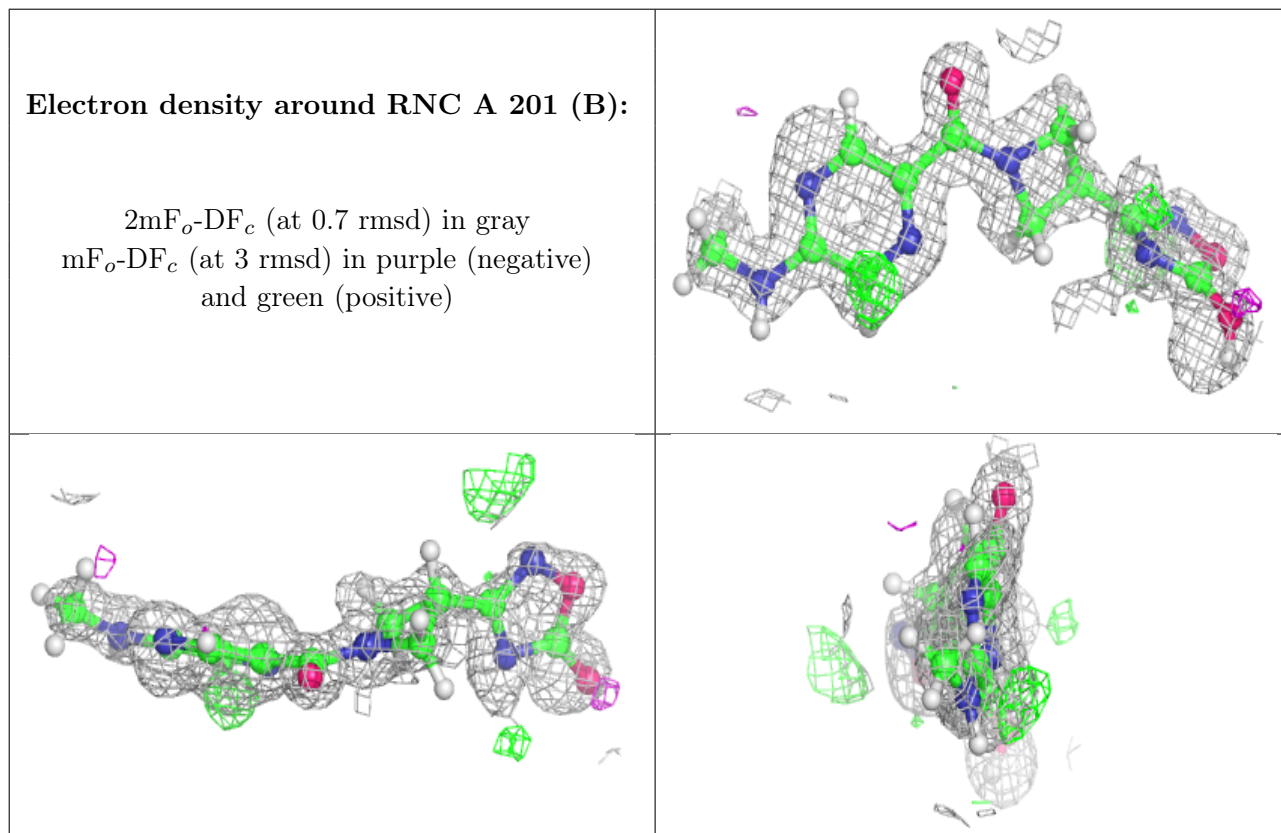 Electron density around RNC A 201 (B):
2mFₒ-DF𝒸 (at 0.7 rmsd) in gray
mFₒ-DF𝒸 (at 3 rmsd) in purple (negative)
and green (positive)